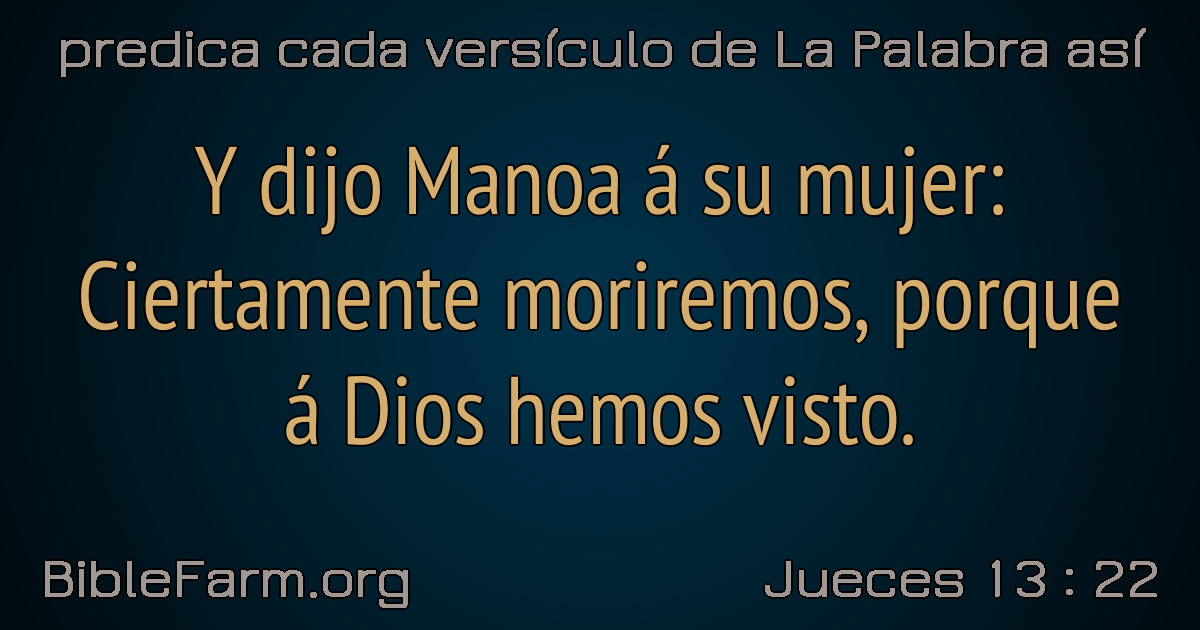 predica cada versículo de La Palabra así
Y dijo Manoa á su mujer:
Ciertamente moriremos, porque
á Dios hemos visto.
BibleFarm.org
Jueces 13 : 22